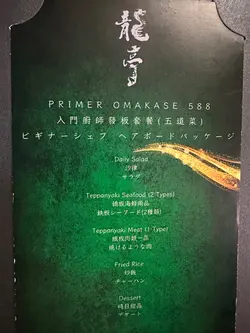 龍亭
PRIMER OMAKASE 588
入門廚師發板套餐(五道菜)
ビギナーシェフ ヘアボードパッケージ
Daily Salad
沙律
サラダ
Teppanyaki Seafood (2 Types)
鐵板海鮮兩品
鉄板シーフード(2種類)
Teppanyaki Meat (1 Type)
鐵板肉類一品
焼けるような肉
Fried Rice
炒飯
チャーハン
Dessert
時日甜品
デザート